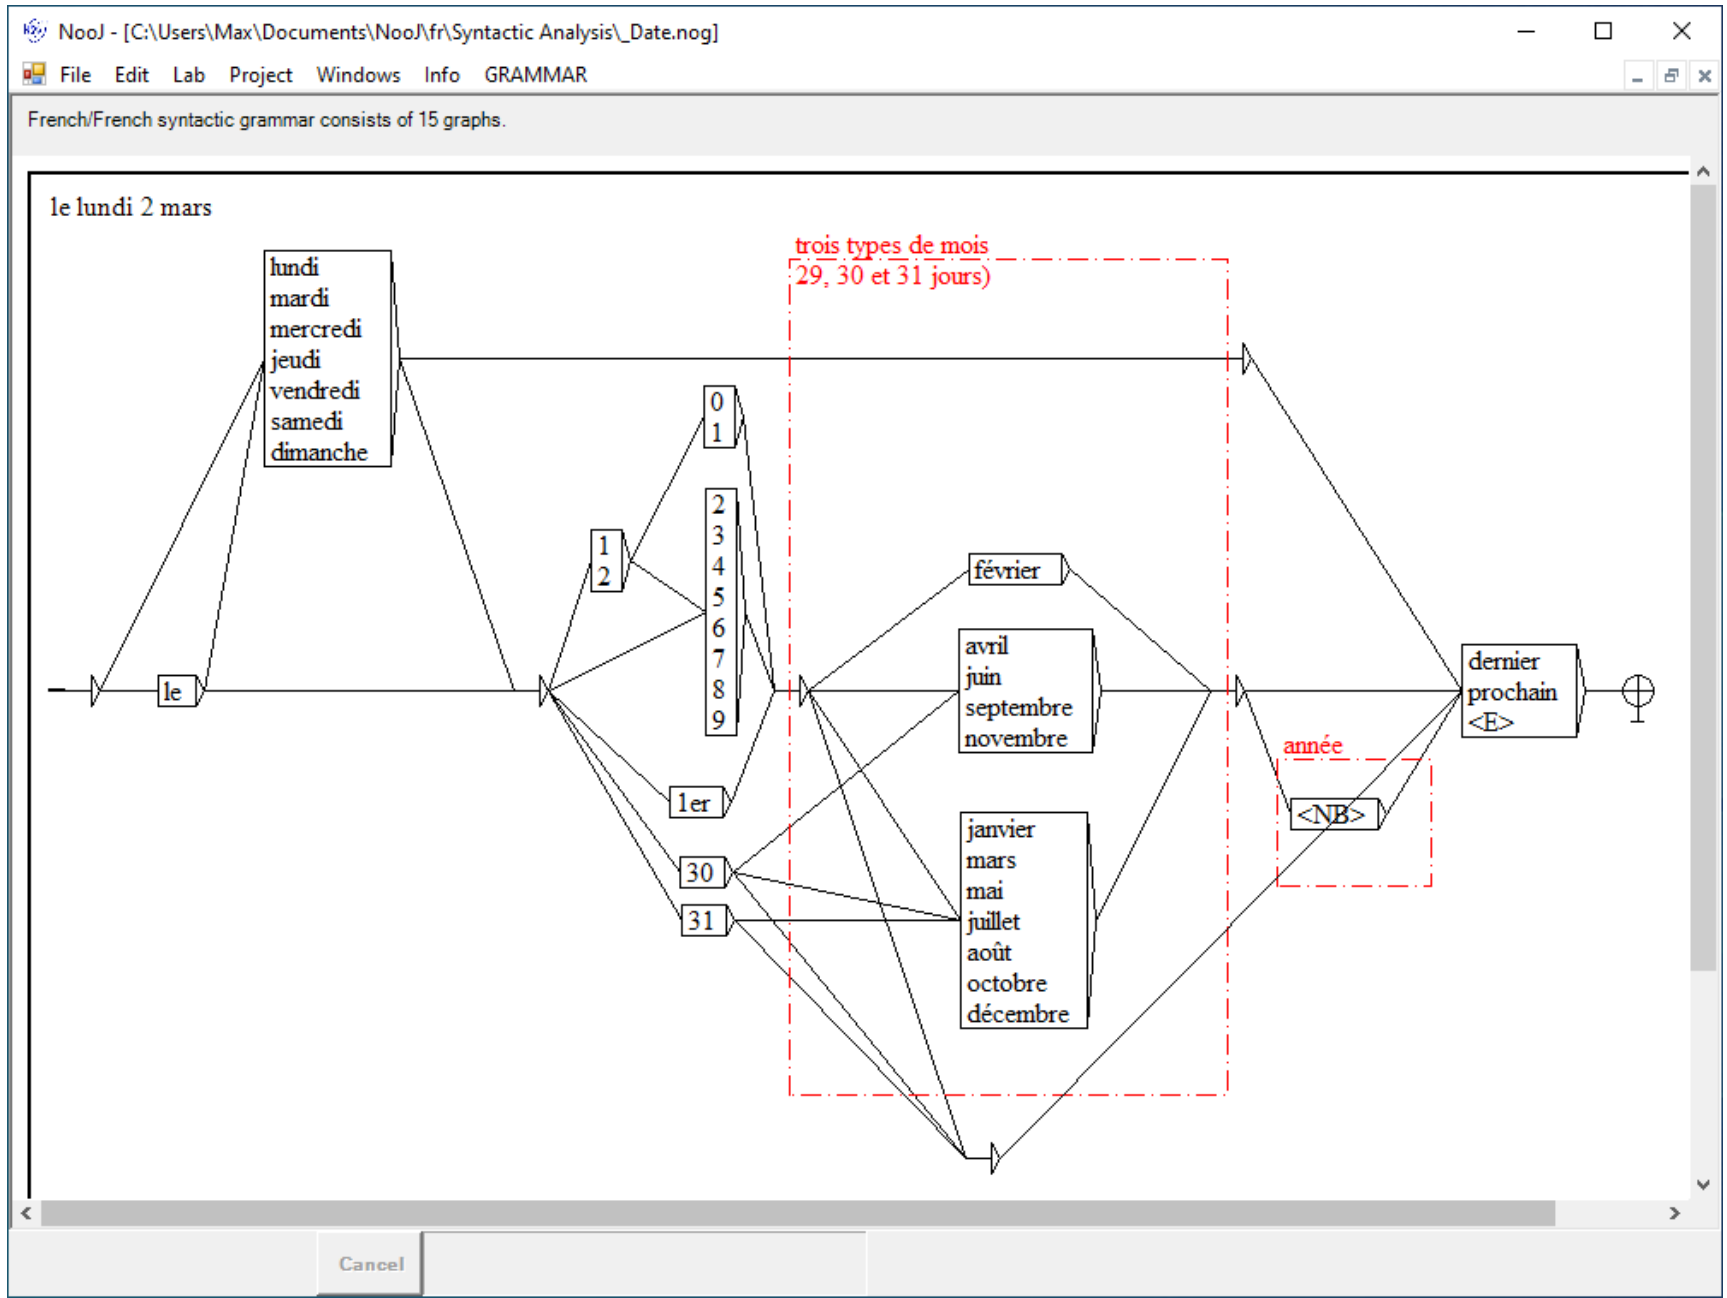 NooJ - [C:\Users\Max\Documents\NooJ\fr\Syntactic Analysis\_Date.nog]
File Edit Lab Project Windows Info GRAMMAR
French/French syntactic grammar consists of 15 graphs.
le lundi 2 mars
lundi
mardi
mercredi
jeudi
vendredi
samedi
dimanche
le
1
2
0
1
2
3
4
5
6
7
8
9
1er
30
31
trois types de mois
29, 30 et 31 jours)
février
avril
juin
septembre
novembre
janvier
mars
mai
juillet
août
octobre
décembre
année
<NB>
dernier
prochain
<E>
Cancel